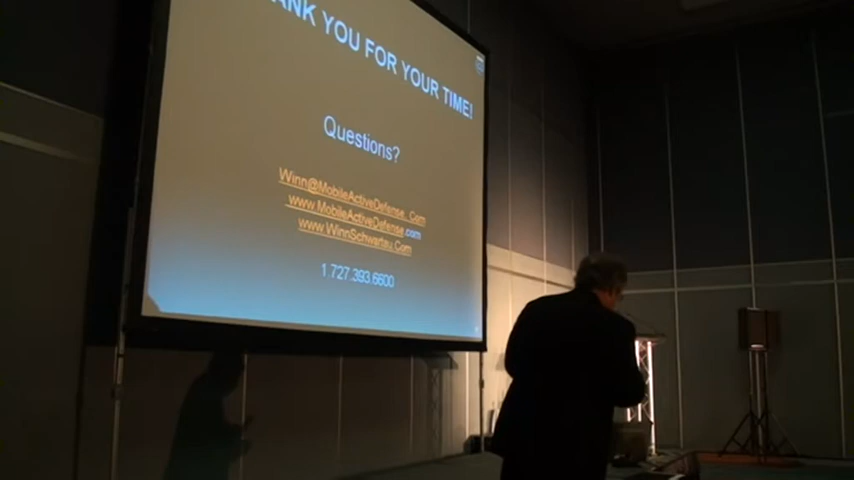 ANK YOU FOR YOUR TIME!
Questions?
Winn@MobileActiveDefense.Com
www.MobileActiveDefense.com
www.WinnSchwartau.Com
1.727.393.6600